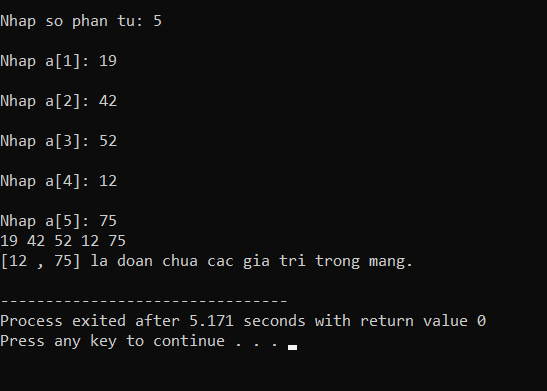 Nhap so phan tu: 5
Nhap a[1]: 19
Nhap a[2]: 42
Nhap a[3]: 52
Nhap a[4]: 12
Nhap a[5]: 75
19 42 52 12 75
[12 , 75] la doan chua cac gia tri trong mang.
--------------------------------
Process exited after 5.171 seconds with return value 0
Press any key to continue . . .